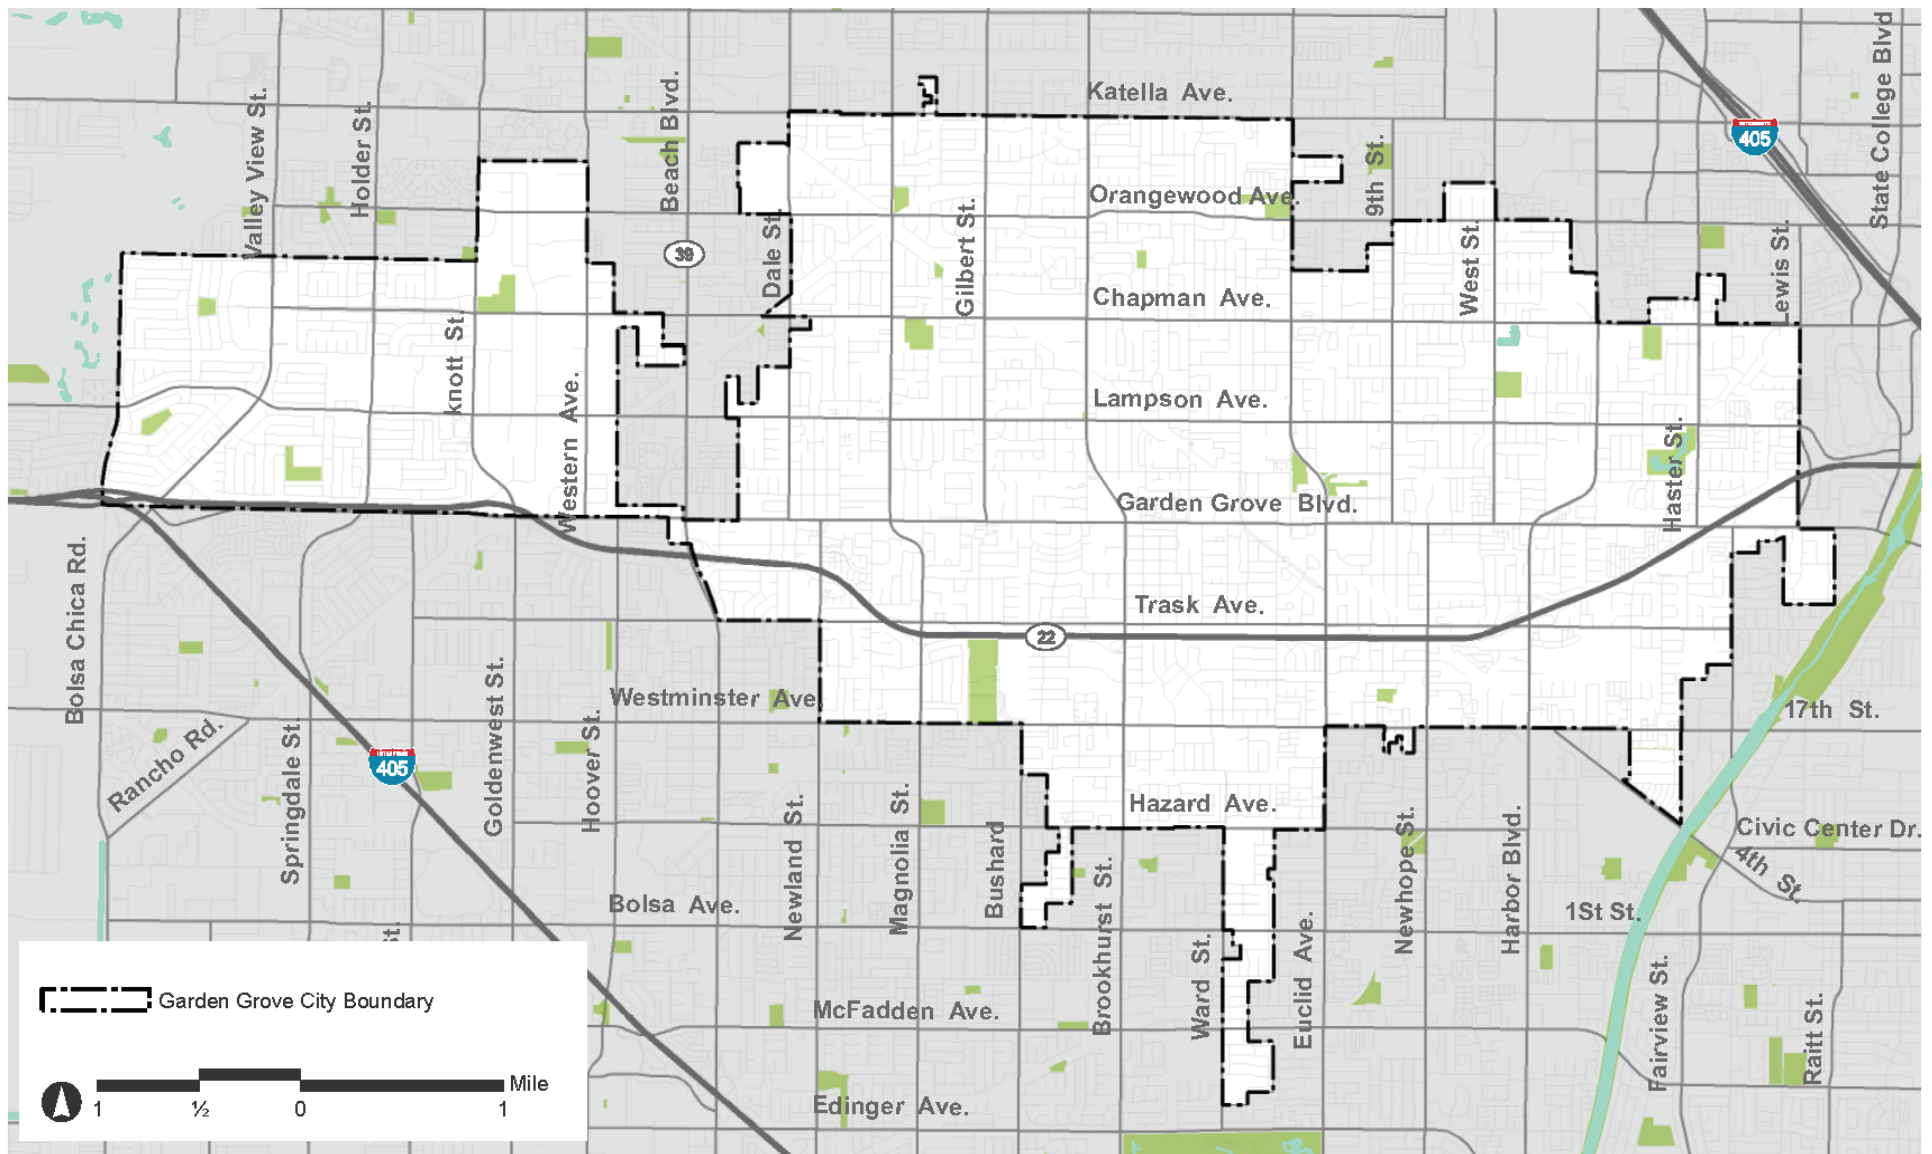 Katella Ave.
State College Blvd
Beach Blvd.
Valley View St.
Holder St.
405
9th St.
Orangewood Ave.
Gilbert St.
Dale St.
39
West St.
Lewis St.
Chapman Ave.
knott St.
Western Ave.
Lampson Ave.
Haster St.
Garden Grove Blvd.
Bolsa Chica Rd.
Trask Ave.
22
Goldenwest St.
Westminster Ave.
17th St.
Rancho Rd.
Springdale St.
Hoover St.
405
Newland St.
Magnolia St.
Bushard
Hazard Ave.
Brookhurst St.
Newhope St.
Harbor Blvd.
Civic Center Dr.
4th St.
Bolsa Ave.
1St St.
St.
Ward St.
Euclid Ave.
Fairview St.
Raitt St.
McFadden Ave.
Edinger Ave.
Garden Grove City Boundary
Mile
1 ½ 0 1